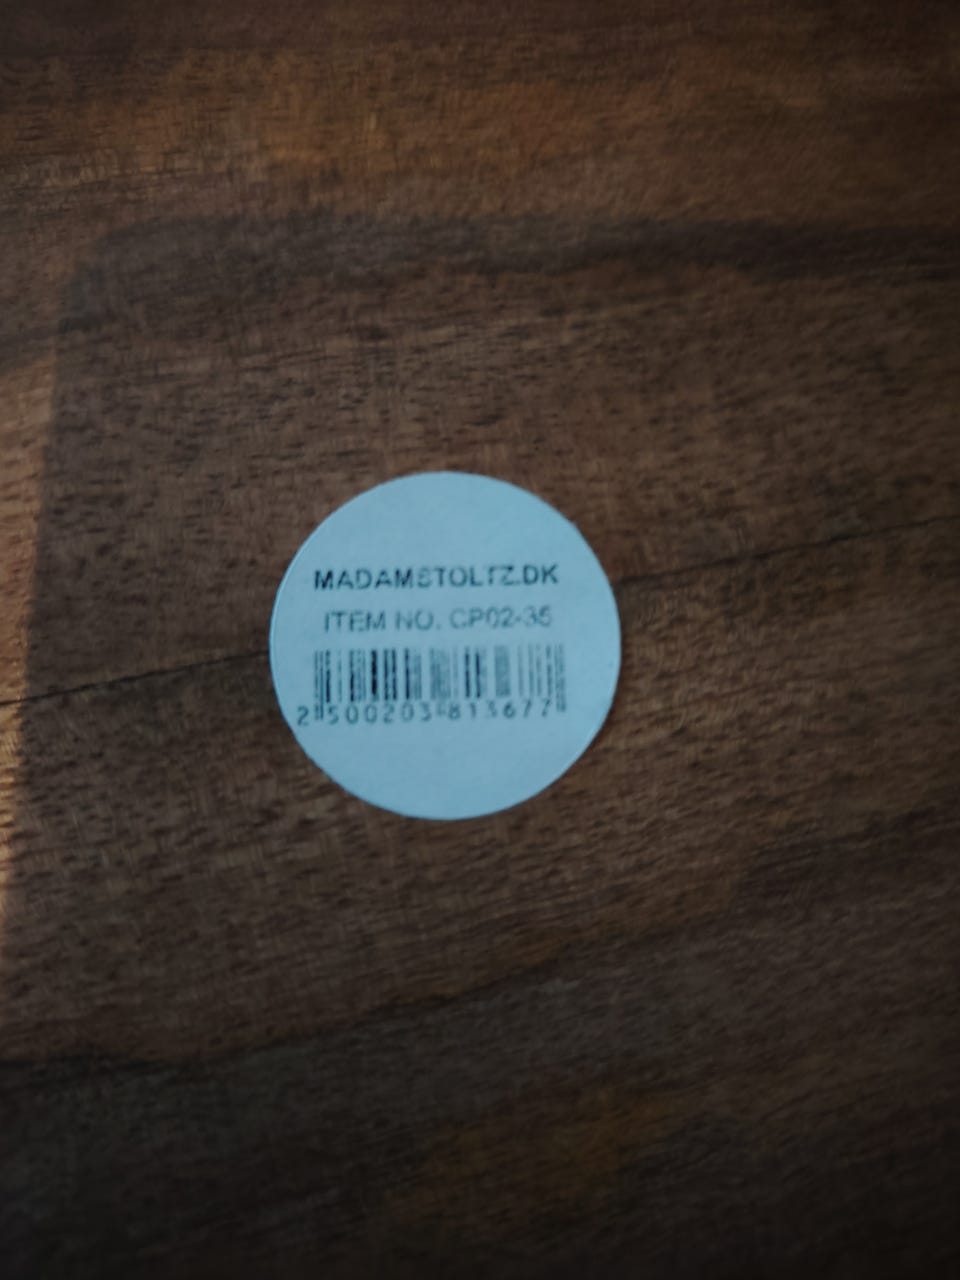 MADAMSTOLTZ.DK
ITEM NO. CP02-35
2 500203 813677